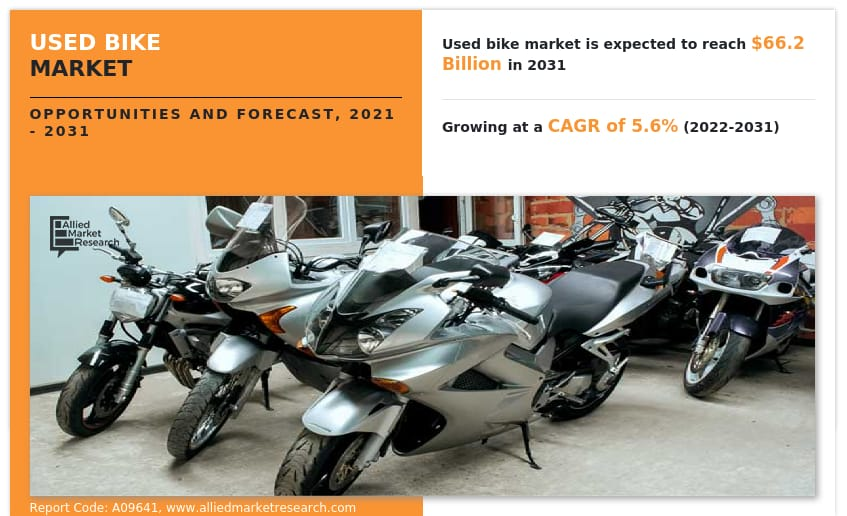 USED BIKE
MARKET
OPPORTUNITIES AND FORECAST, 2021
- 2031
Used bike market is expected to reach $66.2
Billion in 2031
Growing at a CAGR of 5.6% (2022-2031)
Allied
Market
Research
Report Code: A09641, www.alliedmarketresearch.com